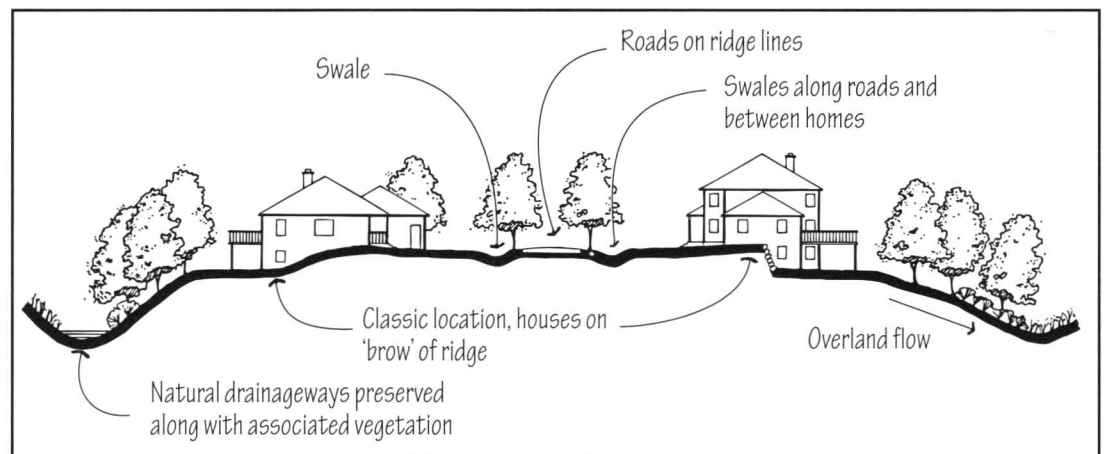 Roads on ridge lines
Swale
Swales along roads and
between homes
Classic location, houses on
'brow' of ridge
Overland flow
Natural drainageways preserved
along with associated vegetation